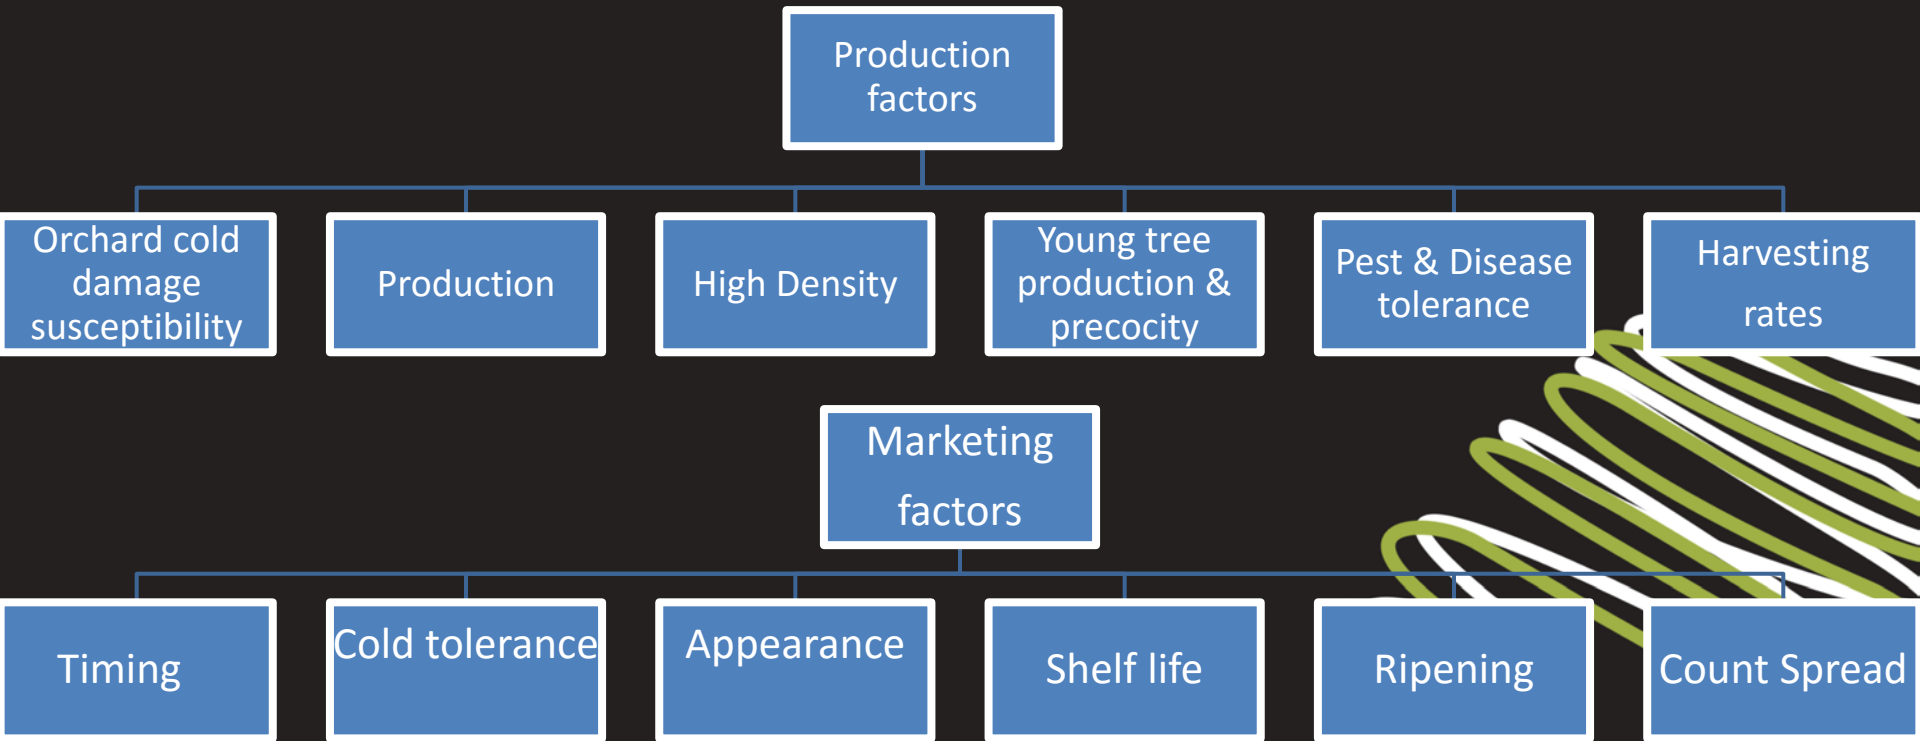 Production
factors
Orchard cold
damage
susceptibility
Production
High Density
Young tree
production &
precocity
Pest & Disease
tolerance
Harvesting
rates
Marketing
factors
Timing
Cold tolerance
Appearance
Shelf life
Ripening
Count Spread